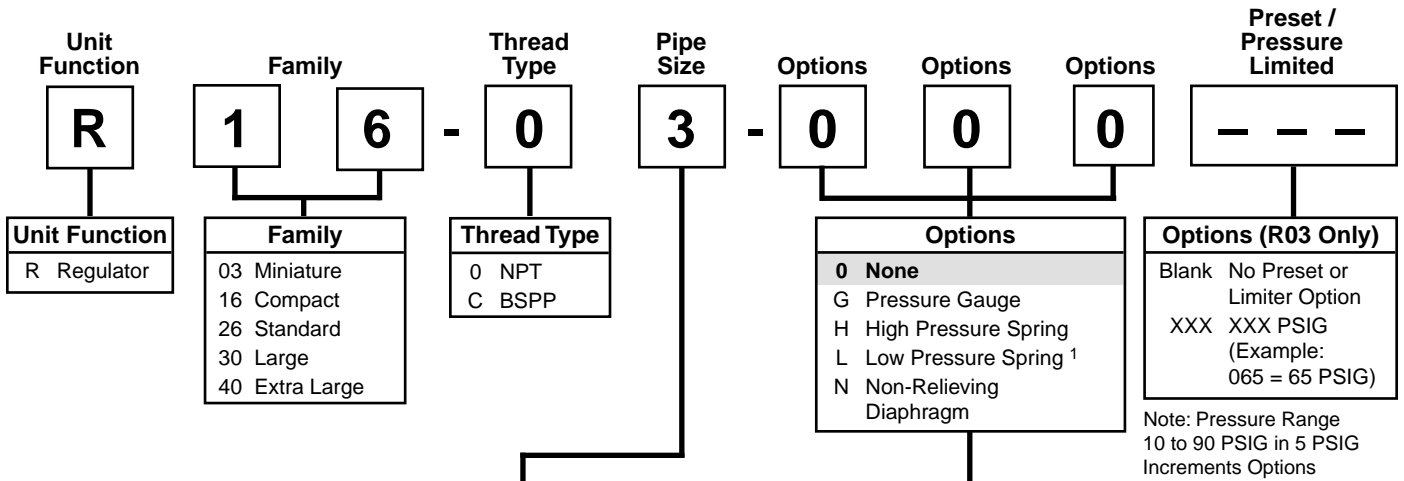 Unit Function
Family
Thread Type
Pipe Size
Options
Options
Options
Preset / Pressure Limited
R 1 6 - 0 3 - 0 0 0 – – –
Unit Function
R Regulator
Family
03 Miniature
16 Compact
26 Standard
30 Large
40 Extra Large
Thread Type
0 NPT
C BSPP
Options
0 None
G Pressure Gauge
H High Pressure Spring
L Low Pressure Spring 1
N Non-Relieving
Diaphragm
Options (R03 Only)
Blank No Preset or
Limiter Option
XXX XXX PSIG
(Example:
065 = 65 PSIG)
Note: Pressure Range
10 to 90 PSIG in 5 PSIG
Increments Options